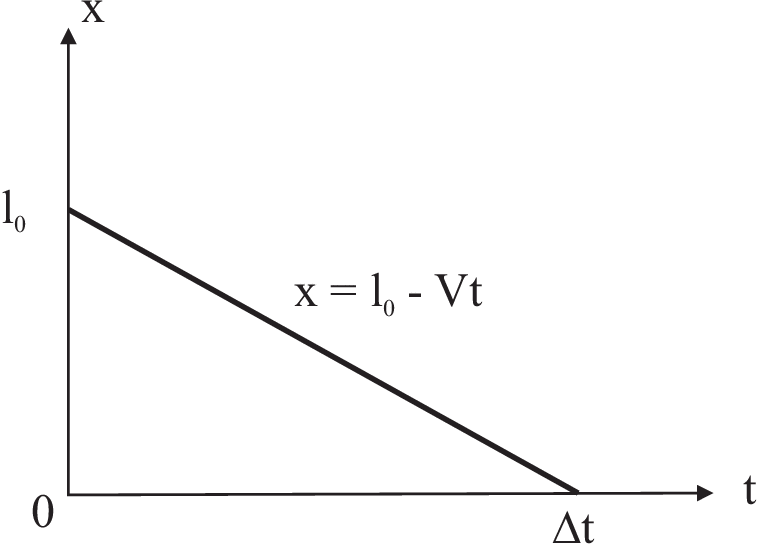 x
l₀
x = l₀ - Vt
0
t
Δt